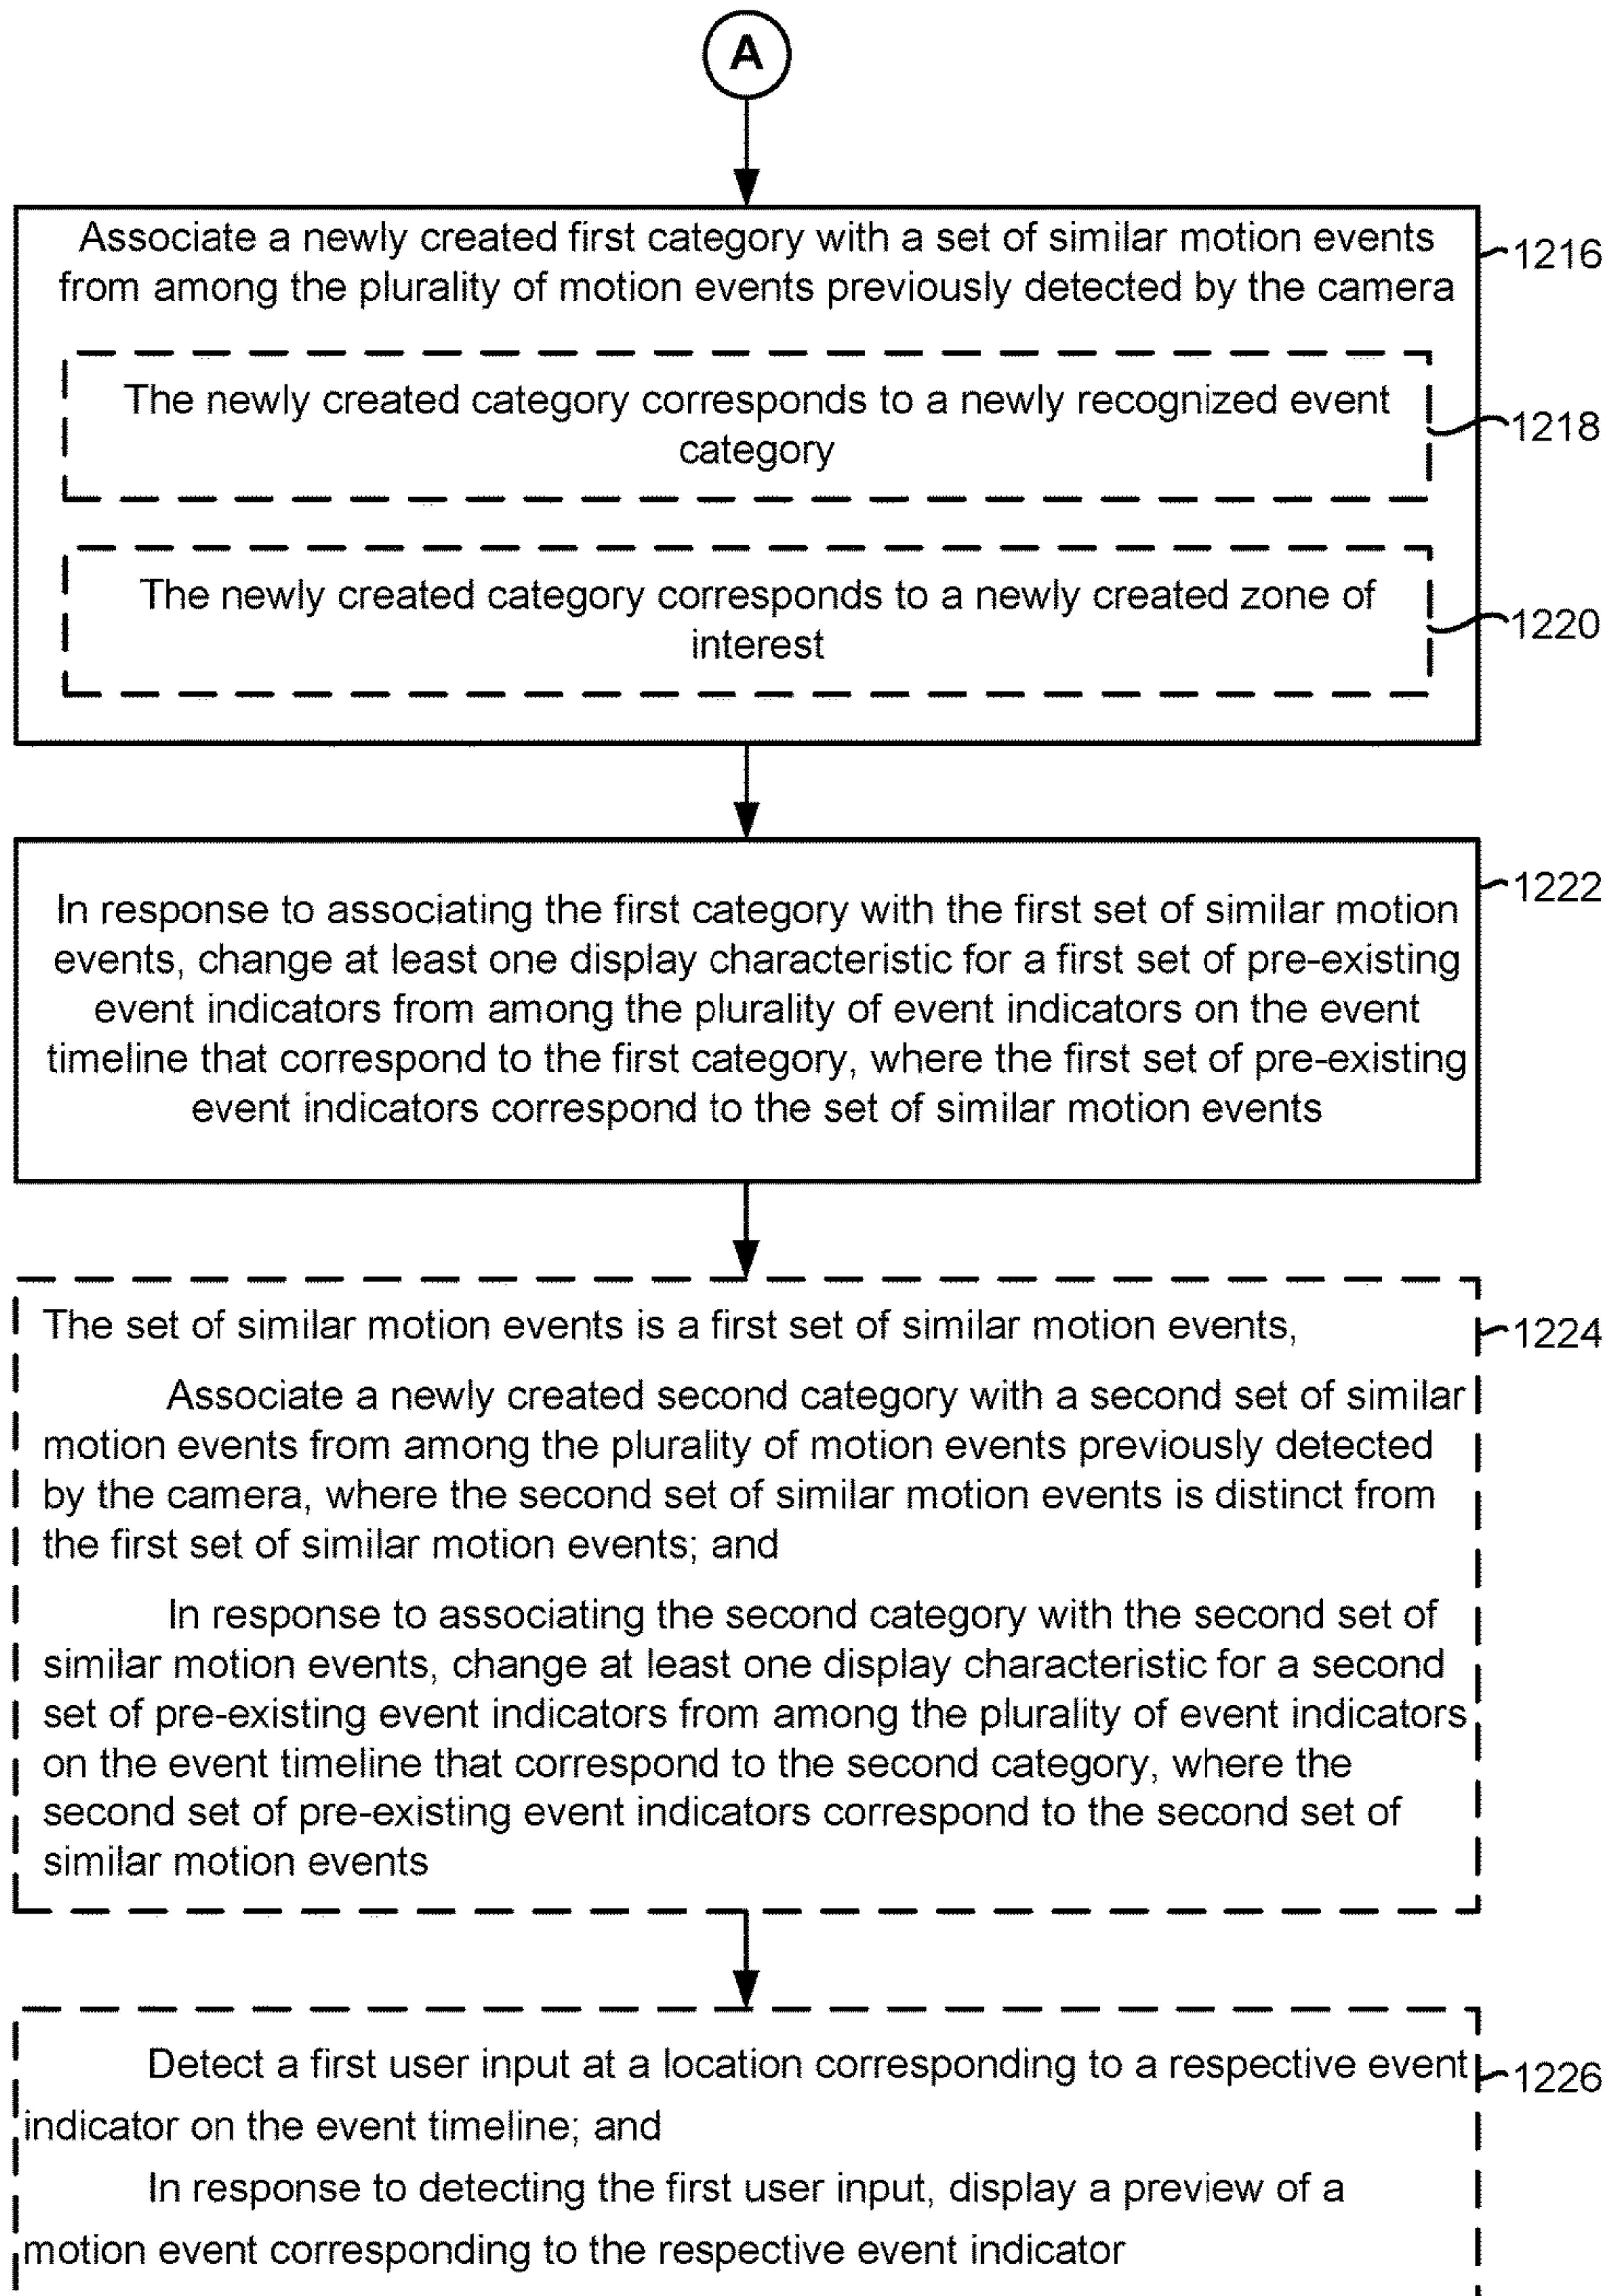 A
Associate a newly created first category with a set of similar motion events
from among the plurality of motion events previously detected by the camera
1216
The newly created category corresponds to a newly recognized event
category
1218
The newly created category corresponds to a newly created zone of
interest
1220
In response to associating the first category with the first set of similar motion
events, change at least one display characteristic for a first set of pre-existing
event indicators from among the plurality of event indicators on the event
timeline that correspond to the first category, where the first set of pre-existing
event indicators correspond to the set of similar motion events
1222
The set of similar motion events is a first set of similar motion events,
Associate a newly created second category with a second set of similar
motion events from among the plurality of motion events previously detected
by the camera, where the second set of similar motion events is distinct from
the first set of similar motion events; and
In response to associating the second category with the second set of
similar motion events, change at least one display characteristic for a second
set of pre-existing event indicators from among the plurality of event indicators
on the event timeline that correspond to the second category, where the
second set of pre-existing event indicators correspond to the second set of
similar motion events
1224
Detect a first user input at a location corresponding to a respective event
indicator on the event timeline; and
In response to detecting the first user input, display a preview of a
motion event corresponding to the respective event indicator
1226